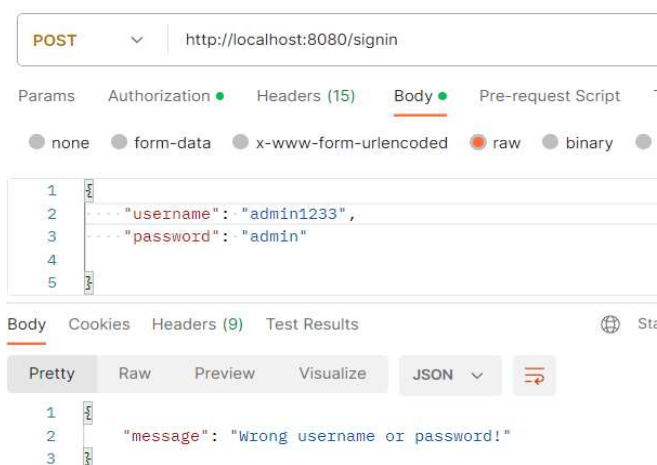 POST http://localhost:8080/signin
Params Authorization Headers (15) Body Pre-request Script
none form-data x-www-form-urlencoded raw binary
1 {
2 "username": "admin1233",
3 "password": "admin"
4
5 }
Body Cookies Headers (9) Test Results
Pretty Raw Preview Visualize JSON
1 {
2 "message": "Wrong username or password!"
3 }